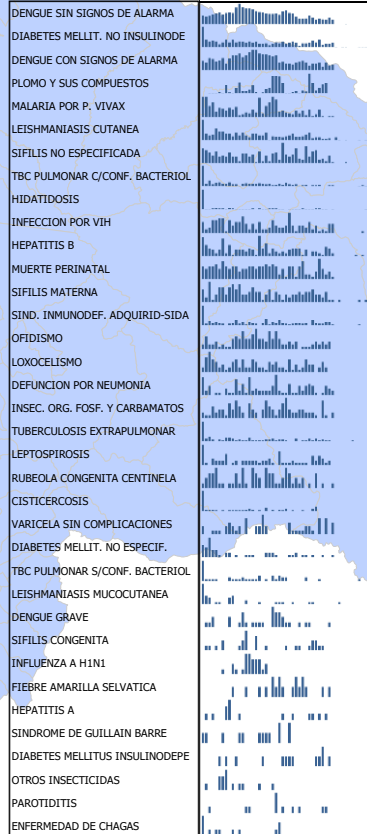 DENGUE SIN SIGNOS DE ALARMA
DIABETES MELLIT. NO INSULINODE
DENGUE CON SIGNOS DE ALARMA
PLOMO Y SUS COMPUESTOS
MALARIA POR P. VIVAX
LEISHMANIASIS CUTANEA
SIFILIS NO ESPECIFICADA
TBC PULMONAR C/CONF. BACTERIOL
HIDATIDOSIS
INFECCION POR VIH
HEPATITIS B
MUERTE PERINATAL
SIFILIS MATERNA
SIND. INMUNODEF. ADQUIRID-SIDA
OFIDISMO
LOXOCELISMO
DEFUNCION POR NEUMONIA
INSEC. ORG. FOSF. Y CARBAMATOS
TUBERCULOSIS EXTRAPULMONAR
LEPTOSPIROSIS
RUBEOLA CONGENITA CENTINELA
CISTICERCOSIS
VARICELA SIN COMPLICACIONES
DIABETES MELLIT. NO ESPECIF.
TBC PULMONAR S/CONF. BACTERIOL
LEISHMANIASIS MUCOCUTANEA
DENGUE GRAVE
SIFILIS CONGENITA
INFLUENZA A H1N1
FIEBRE AMARILLA SELVATICA
HEPATITIS A
SINDROME DE GUILLAIN BARRE
DIABETES MELLITUS INSULINODEPE
OTROS INSECTICIDAS
PAROTIDITIS
ENFERMEDAD DE CHAGAS